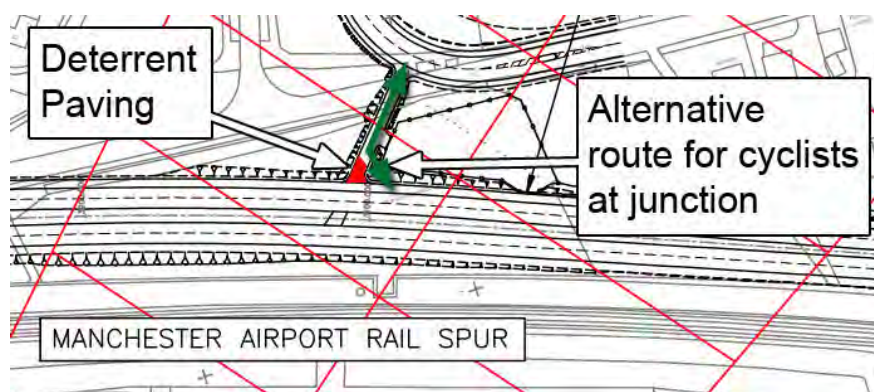 Deterrent
Paving
Alternative
route for cyclists
at junction
MANCHESTER AIRPORT RAIL SPUR